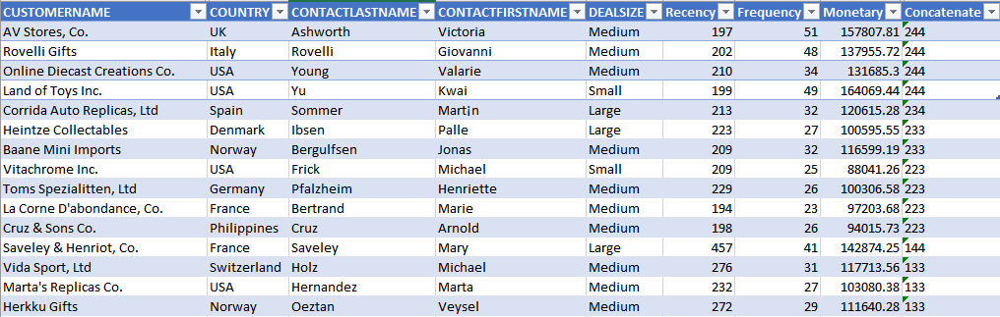 CUSTOMERNAME COUNTRY CONTACTLASTNAME CONTACTFIRSTNAME DEALSIZE Recency Frequency Monetary Concatenate
AV Stores, Co. UK Ashworth Victoria Medium 197 51 157807.81 244
Rovelli Gifts Italy Rovelli Giovanni Medium 202 48 137955.72 244
Online Diecast Creations Co. USA Young Valarie Medium 210 34 131685.3 244
Land of Toys Inc. USA Yu Kwai Small 199 49 164069.44 244
Corrida Auto Replicas, Ltd Spain Sommer Martín Large 213 32 120615.28 234
Heintze Collectables Denmark Ibsen Palle Large 223 27 100595.55 233
Baane Mini Imports Norway Bergulfsen Jonas Medium 209 32 116599.19 233
Vitachrome Inc. USA Frick Michael Small 209 25 88041.26 223
Toms Spezialitten, Ltd Germany Pfalzheim Henriette Medium 229 26 100306.58 223
La Corne D'abondance, Co. France Bertrand Marie Medium 194 23 97203.68 223
Cruz & Sons Co. Philippines Cruz Arnold Medium 198 26 94015.73 223
Saveley & Henriot, Co. France Saveley Mary Large 457 41 142874.25 144
Vida Sport, Ltd Switzerland Holz Michael Medium 276 31 117713.56 133
Marta's Replicas Co. USA Hernandez Marta Medium 232 27 103080.38 133
Herkku Gifts Norway Oeztan Veysel Medium 272 29 111640.28 133